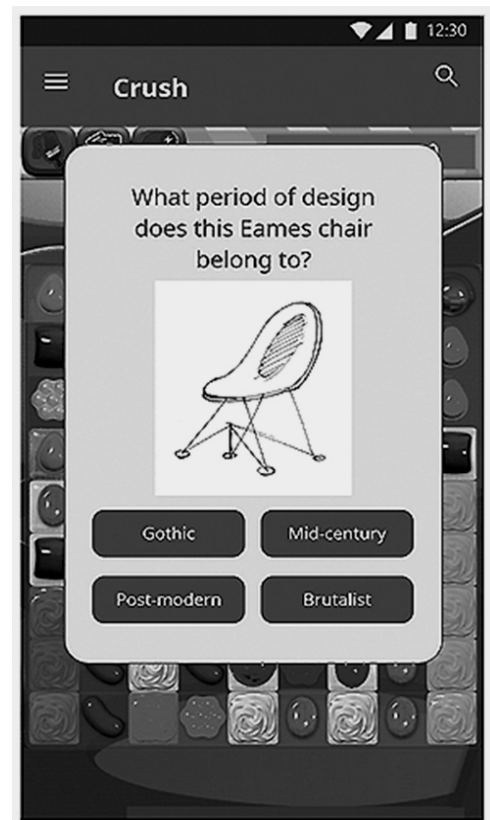 12:30
Crush
What period of design
does this Eames chair
belong to?
Gothic
Mid-century
Post-modern
Brutalist